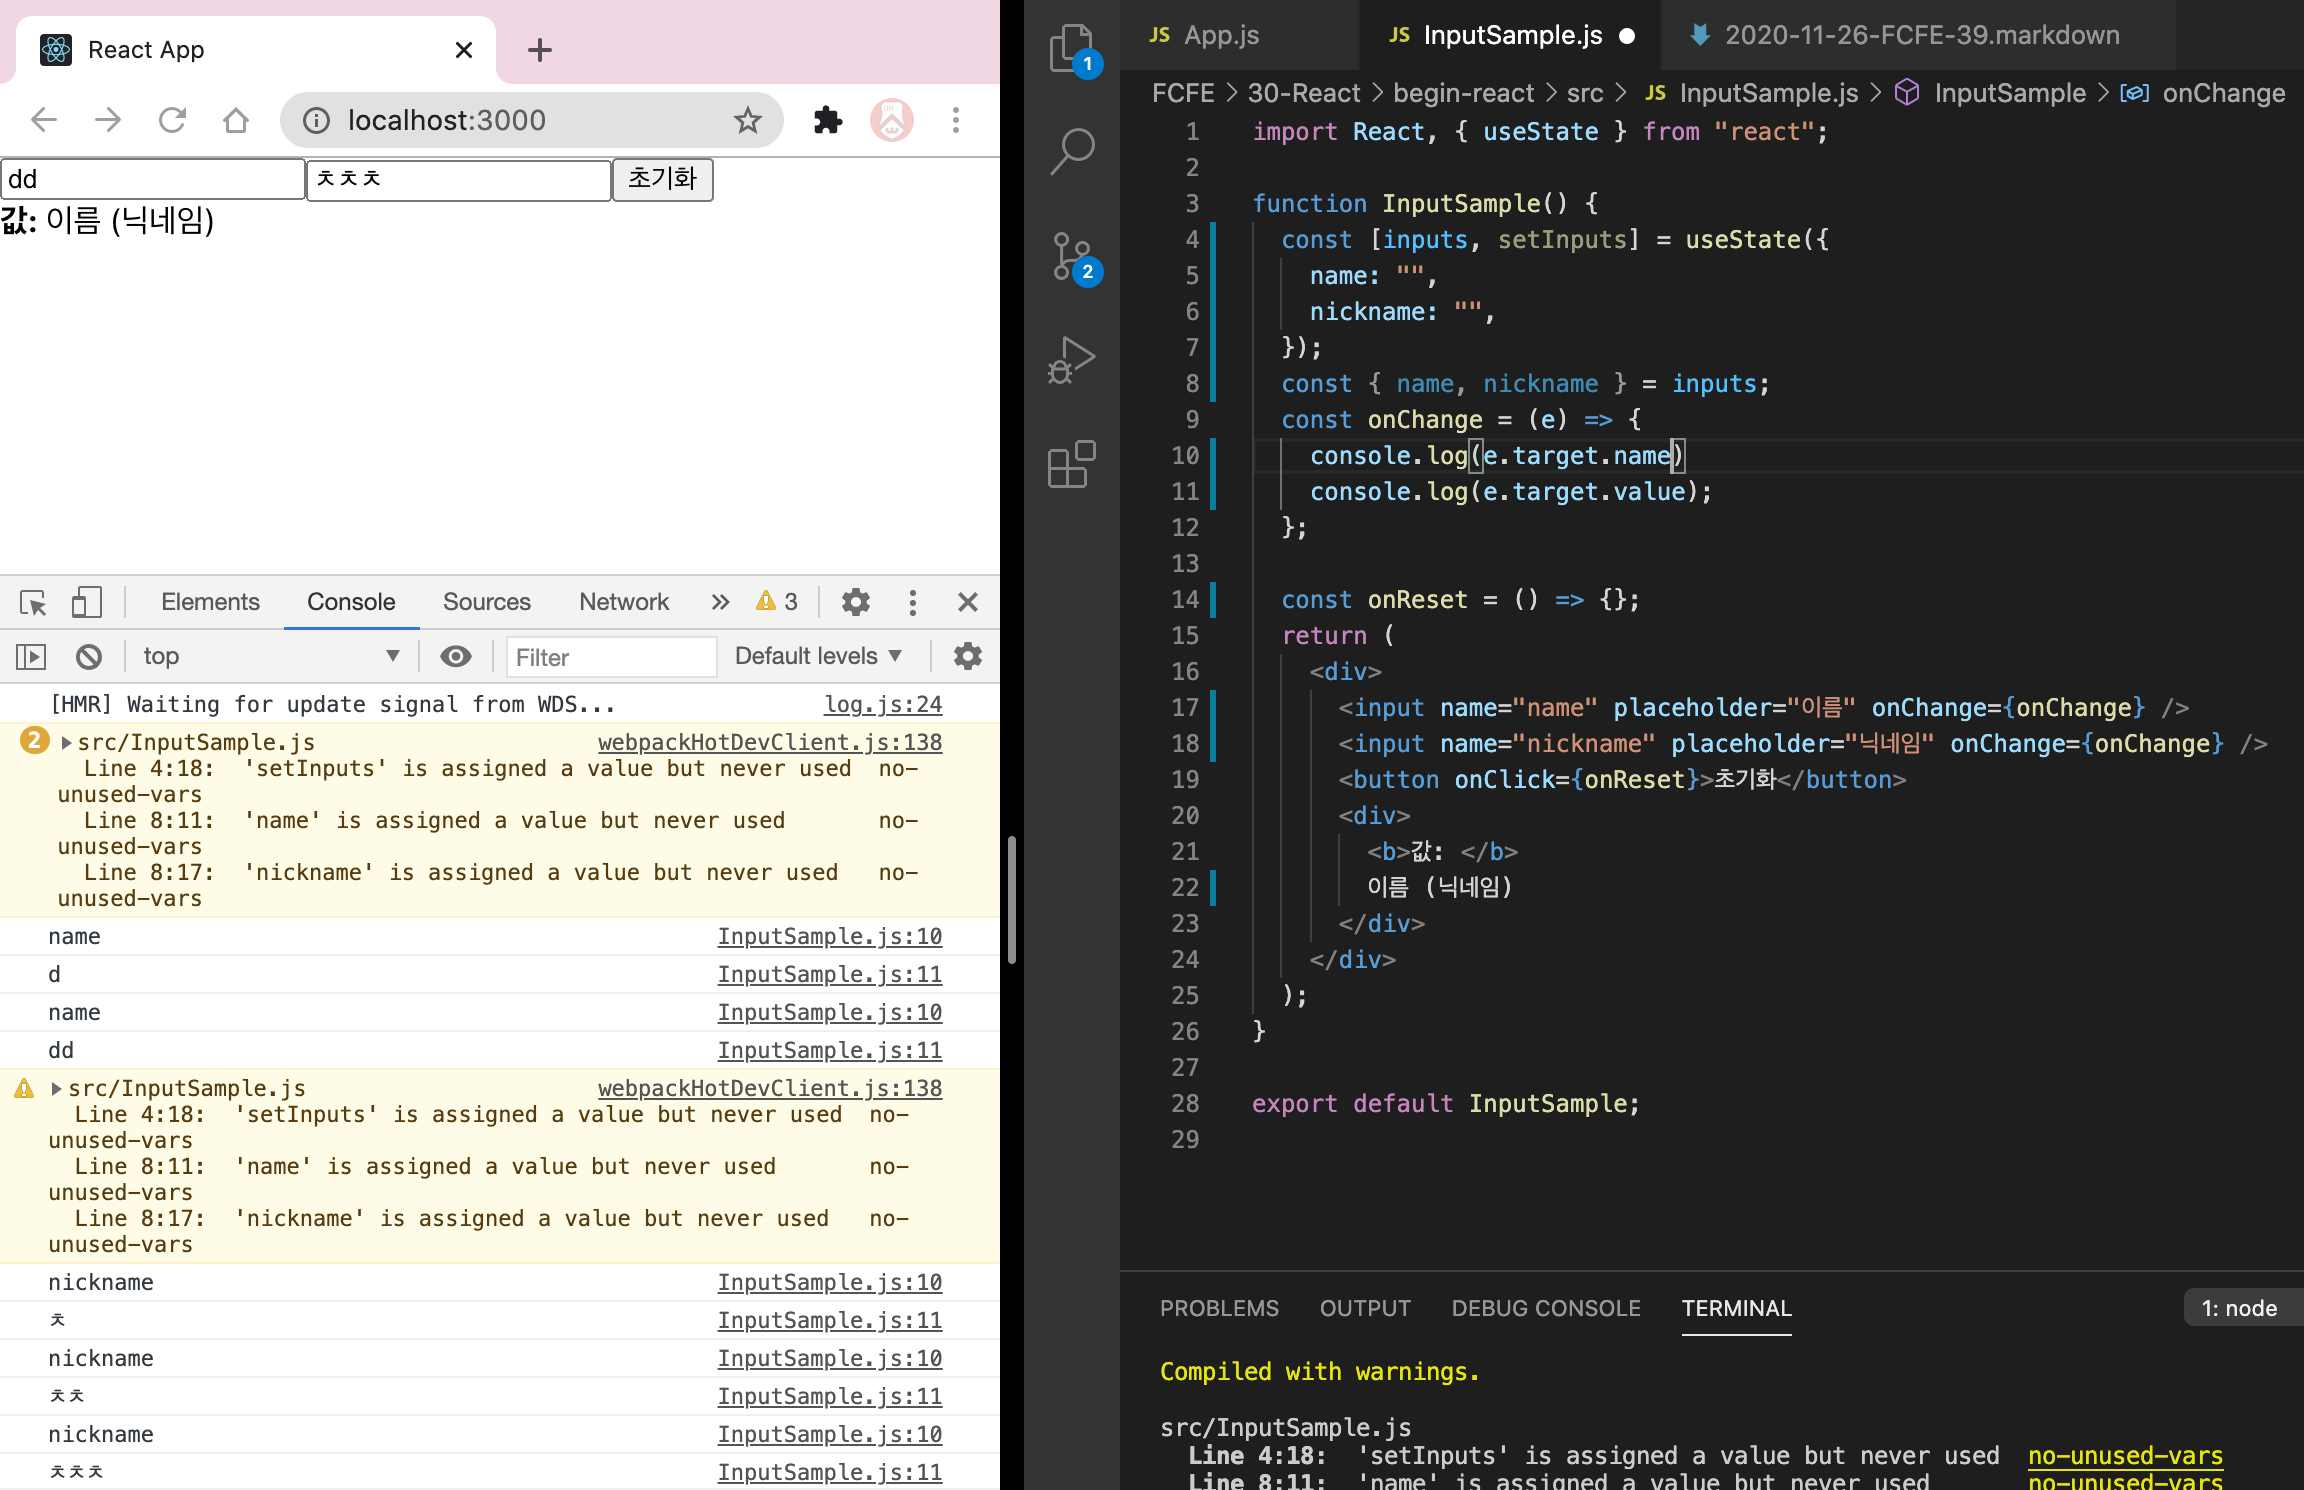 React App
localhost:3000
dd
ㅊㅊㅊ
초기화
값: 이름 (닉네임)
Elements Console Sources Network 3
top Filter Default levels
[HMR] Waiting for update signal from WDS... log.js:24
2 src/InputSample.js webpackHotDevClient.js:138
Line 4:18: 'setInputs' is assigned a value but never used no-
unused-vars
Line 8:11: 'name' is assigned a value but never used no-
unused-vars
Line 8:17: 'nickname' is assigned a value but never used no-
unused-vars
name InputSample.js:10
d InputSample.js:11
name InputSample.js:10
dd InputSample.js:11
src/InputSample.js webpackHotDevClient.js:138
Line 4:18: 'setInputs' is assigned a value but never used no-
unused-vars
Line 8:11: 'name' is assigned a value but never used no-
unused-vars
Line 8:17: 'nickname' is assigned a value but never used no-
unused-vars
nickname InputSample.js:10
ㅊ InputSample.js:11
nickname InputSample.js:10
ㅊㅊ InputSample.js:11
nickname InputSample.js:10
ㅊㅊㅊ InputSample.js:11
1
2
JS App.js JS InputSample.js 2020-11-26-FCFE-39.markdown
FCFE > 30-React > begin-react > src > JS InputSample.js > InputSample > onChange
1 import React, { useState } from "react";
2
3 function InputSample() {
4 const [inputs, setInputs] = useState({
5 name: "",
6 nickname: "",
7 });
8 const { name, nickname } = inputs;
9 const onChange = (e) => {
10 console.log(e.target.name)
11 console.log(e.target.value);
12 };
13
14 const onReset = () => {};
15 return (
16 <div>
17 <input name="name" placeholder="이름" onChange={onChange} />
18 <input name="nickname" placeholder="닉네임" onChange={onChange} />
19 <button onClick={onReset}>초기화</button>
20 <div>
21 <b>값: </b>
22 이름 (닉네임)
23 </div>
24 </div>
25 );
26 }
27
28 export default InputSample;
29
PROBLEMS OUTPUT DEBUG CONSOLE TERMINAL 1: node
Compiled with warnings.
src/InputSample.js
Line 4:18: 'setInputs' is assigned a value but never used no-unused-vars
Line 8:11: 'name' is assigned a value but never used no-unused-vars